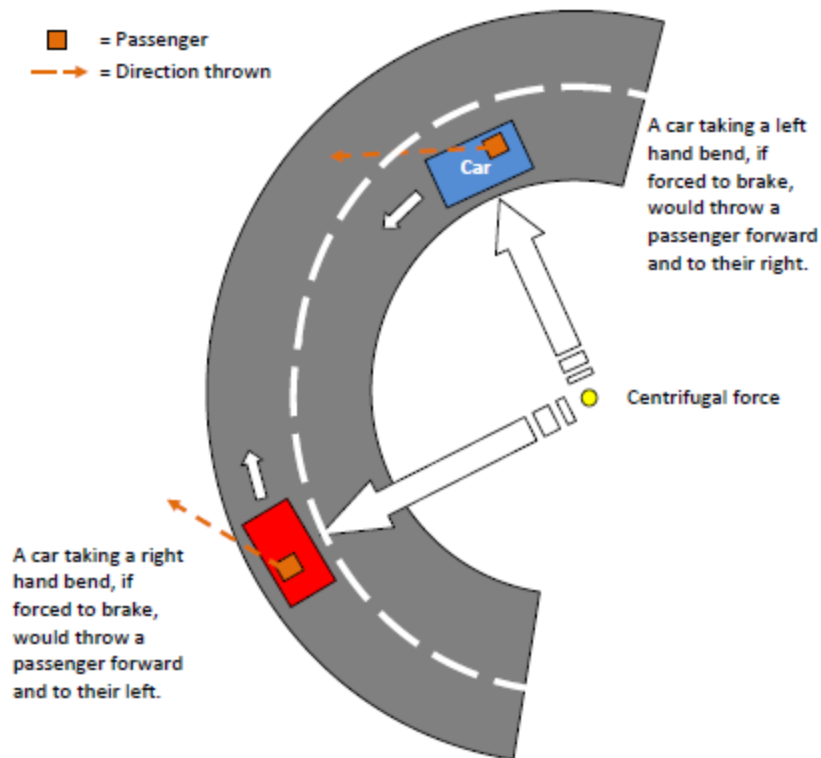 = Passenger
= Direction thrown
A car taking a left
hand bend, if
forced to brake,
would throw a
passenger forward
and to their right.
Car
Centrifugal force
A car taking a right
hand bend, if
forced to brake,
would throw a
passenger forward
and to their left.